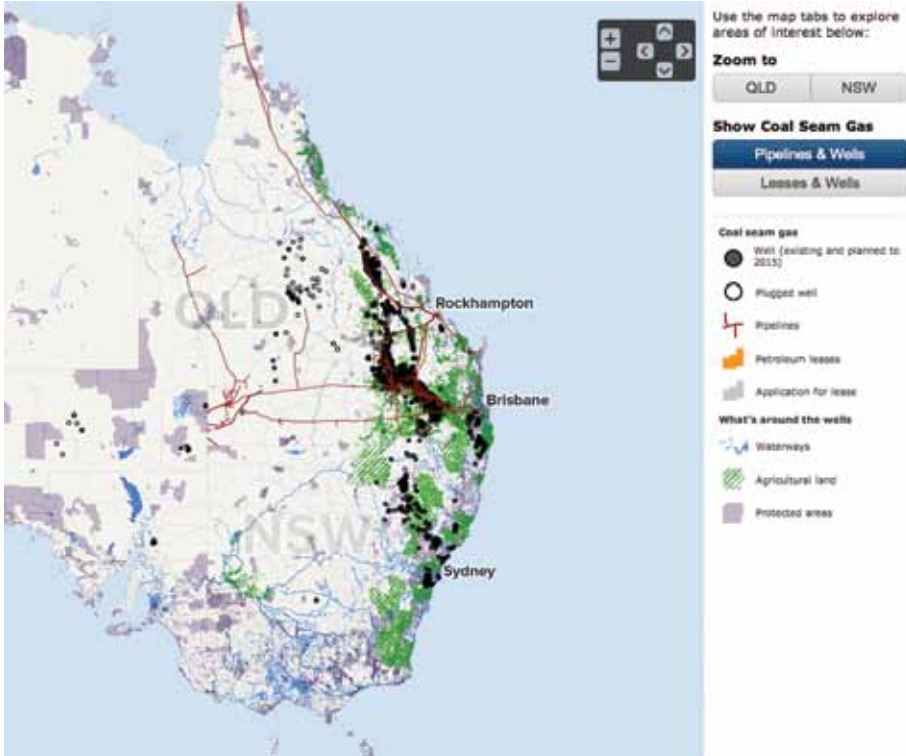 Use the map tabs to explore
areas of interest below:
Zoom to
QLD
NSW
Show Coal Seam Gas
Pipelines & Wells
Leases & Wells
Coal seam gas
Well (existing and planned to
2015)
Plugged well
Pipelines
Petroleum leases
Application for lease
What's around the wells
Waterways
Agricultural land
Protected areas
QLD
Rockhampton
Brisbane
NSW
Sydney